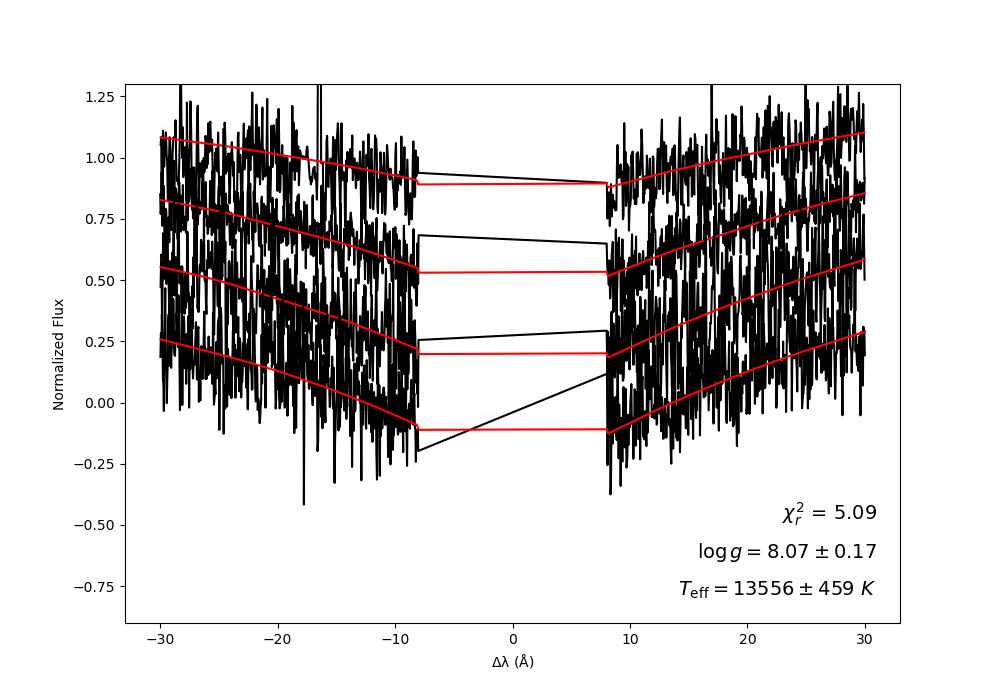 1.25
1.00
0.75
0.50
0.25
0.00
−0.25
−0.50
−0.75
Normalized Flux
χ²ᵣ = 5.09
log g = 8.07 ± 0.17
T_eff = 13556 ± 459 K
−30 −20 −10 0 10 20 30
Δλ (Å)